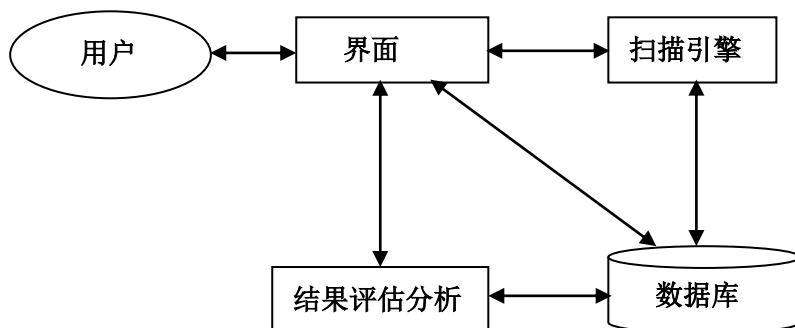 用户
界面
扫描引擎
结果评估分析
数据库